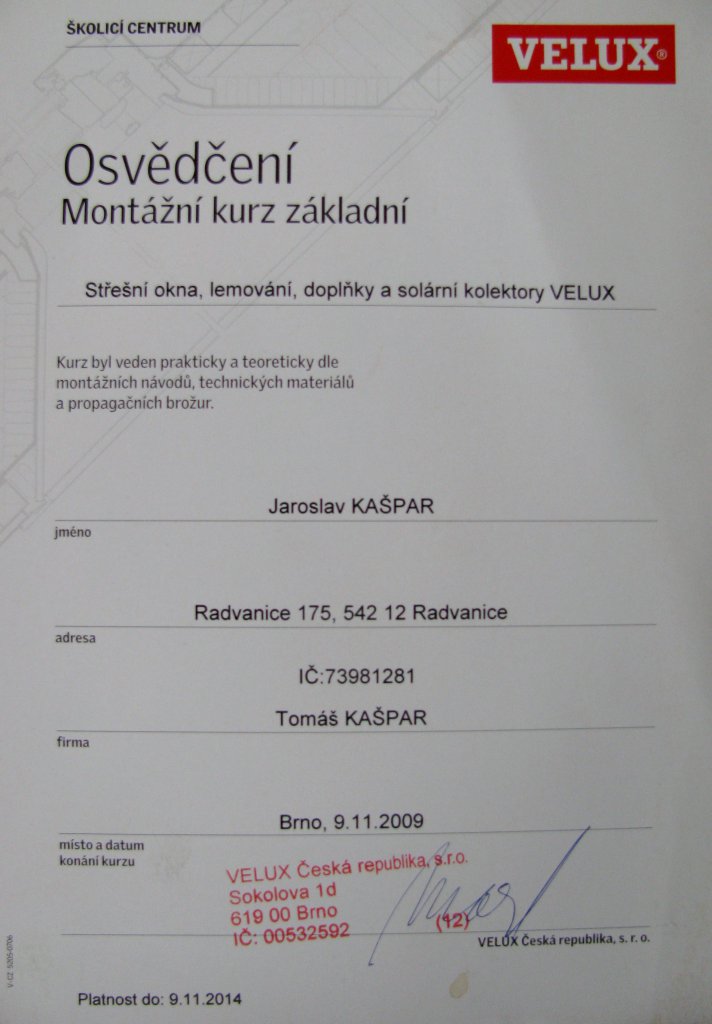 ŠKOLICÍ CENTRUM
VELUX®
Osvědčení
Montážní kurz základní
Střešní okna, lemování, doplňky a solární kolektory VELUX
Kurz byl veden prakticky a teoreticky dle
montážních návodů, technických materiálů
a propagačních brožur.
Jaroslav KAŠPAR
jméno
Radvanice 175, 542 12 Radvanice
adresa
IČ:73981281
Tomáš KAŠPAR
firma
Brno, 9.11.2009
místo a datum
konání kurzu
VELUX Česká republika, s.r.o.
Sokolova 1d
619 00 Brno
IČ: 00532592
(12)
VELUX Česká republika, s. r. o.
V-CZ 9205-0706
Platnost do: 9.11.2014